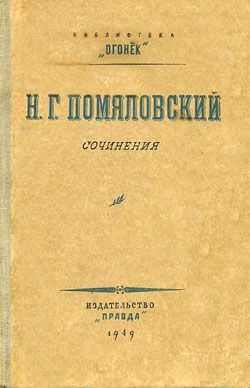 БИБЛИОТЕКА
„ОГОНЁК"
Н. Г. ПОМЯЛОВСКИЙ
СОЧИНЕНИЯ
ИЗДАТЕЛЬСТВО
„ПРАВДА"
1949